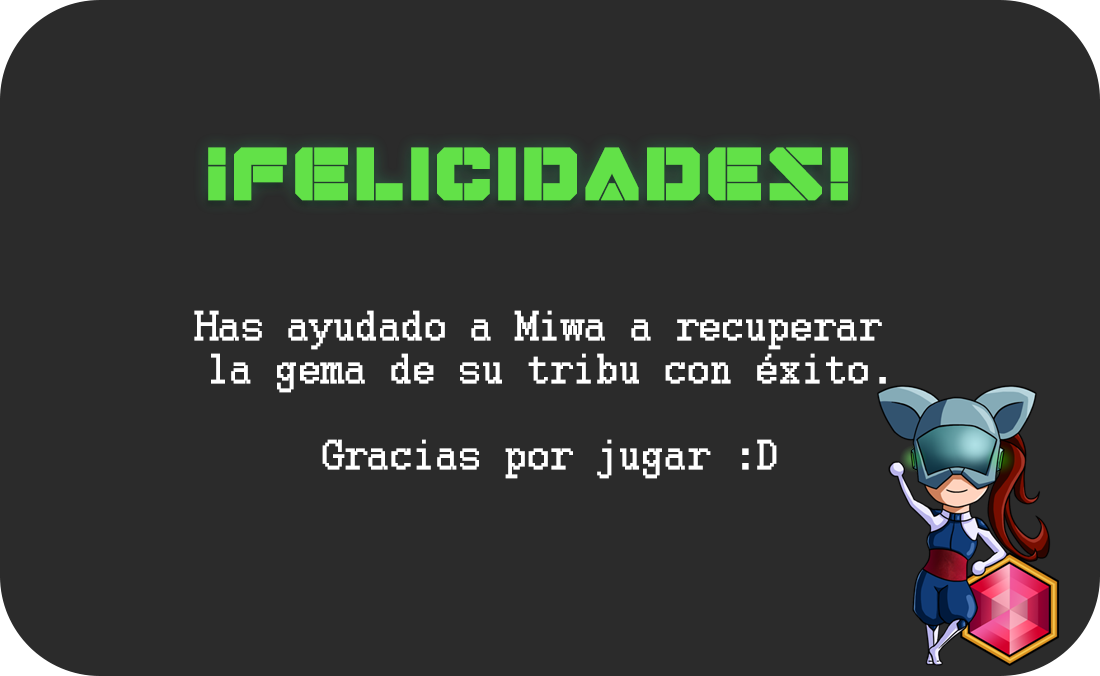 ¡FELICIDADES!
Has ayudado a Miwa a recuperar
la gema de su tribu con éxito.
Gracias por jugar :D